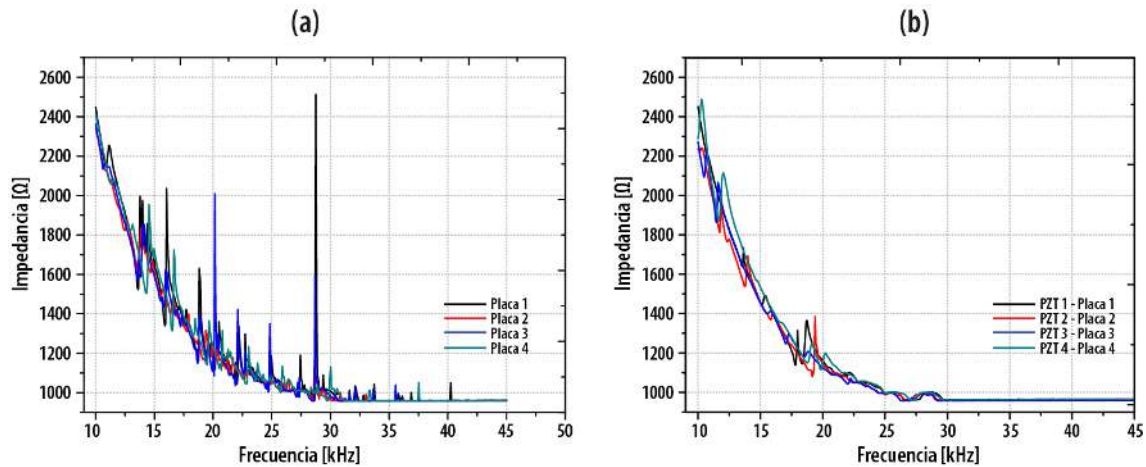 (a)
Impedancia [Ω]
2600
2400
2200
2000
1800
1600
1400
1200
1000
Placa 1
Placa 2
Placa 3
Placa 4
10 15 20 25 30 35 40 45 50
Frecuencia [kHz]
(b)
Impedancia [Ω]
2600
2400
2200
2000
1800
1600
1400
1200
1000
PZT 1 - Placa 1
PZT 2 - Placa 2
PZT 3 - Placa 3
PZT 4 - Placa 4
10 15 20 25 30 35 40 45
Frecuencia [kHz]